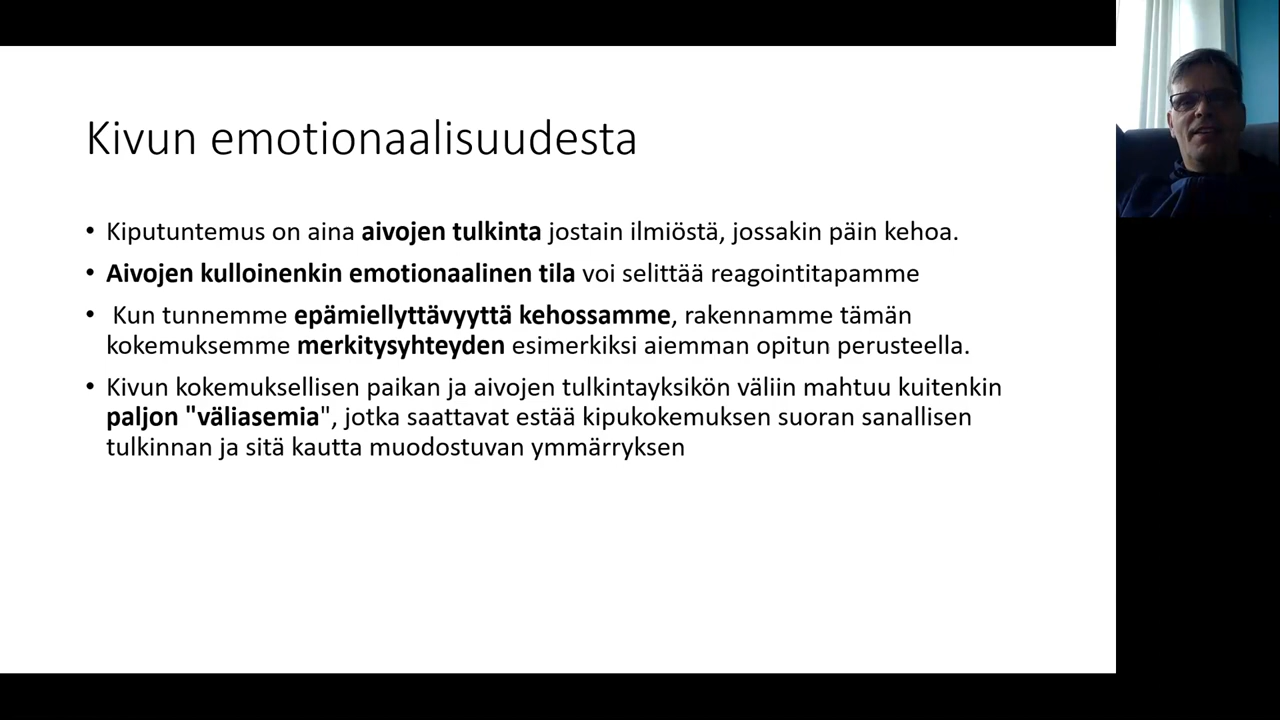 Kivun emotionaalisuudesta
• Kiputuntemus on aina aivojen tulkinta jostain ilmiöstä, jossakin päin kehoa.
• Aivojen kulloinenkin emotionaalinen tila voi selittää reagointitapamme
• Kun tunnemme epämiellyttävyyttä kehossamme, rakennamme tämän
kokemuksemme merkitysyhteyden esimerkiksi aiemman opitun perusteella.
• Kivun kokemuksellisen paikan ja aivojen tulkintayksikön väliin mahtuu kuitenkin
paljon "väliasemia", jotka saattavat estää kipukokemuksen suoran sanallisen
tulkinnan ja sitä kautta muodostuvan ymmärryksen